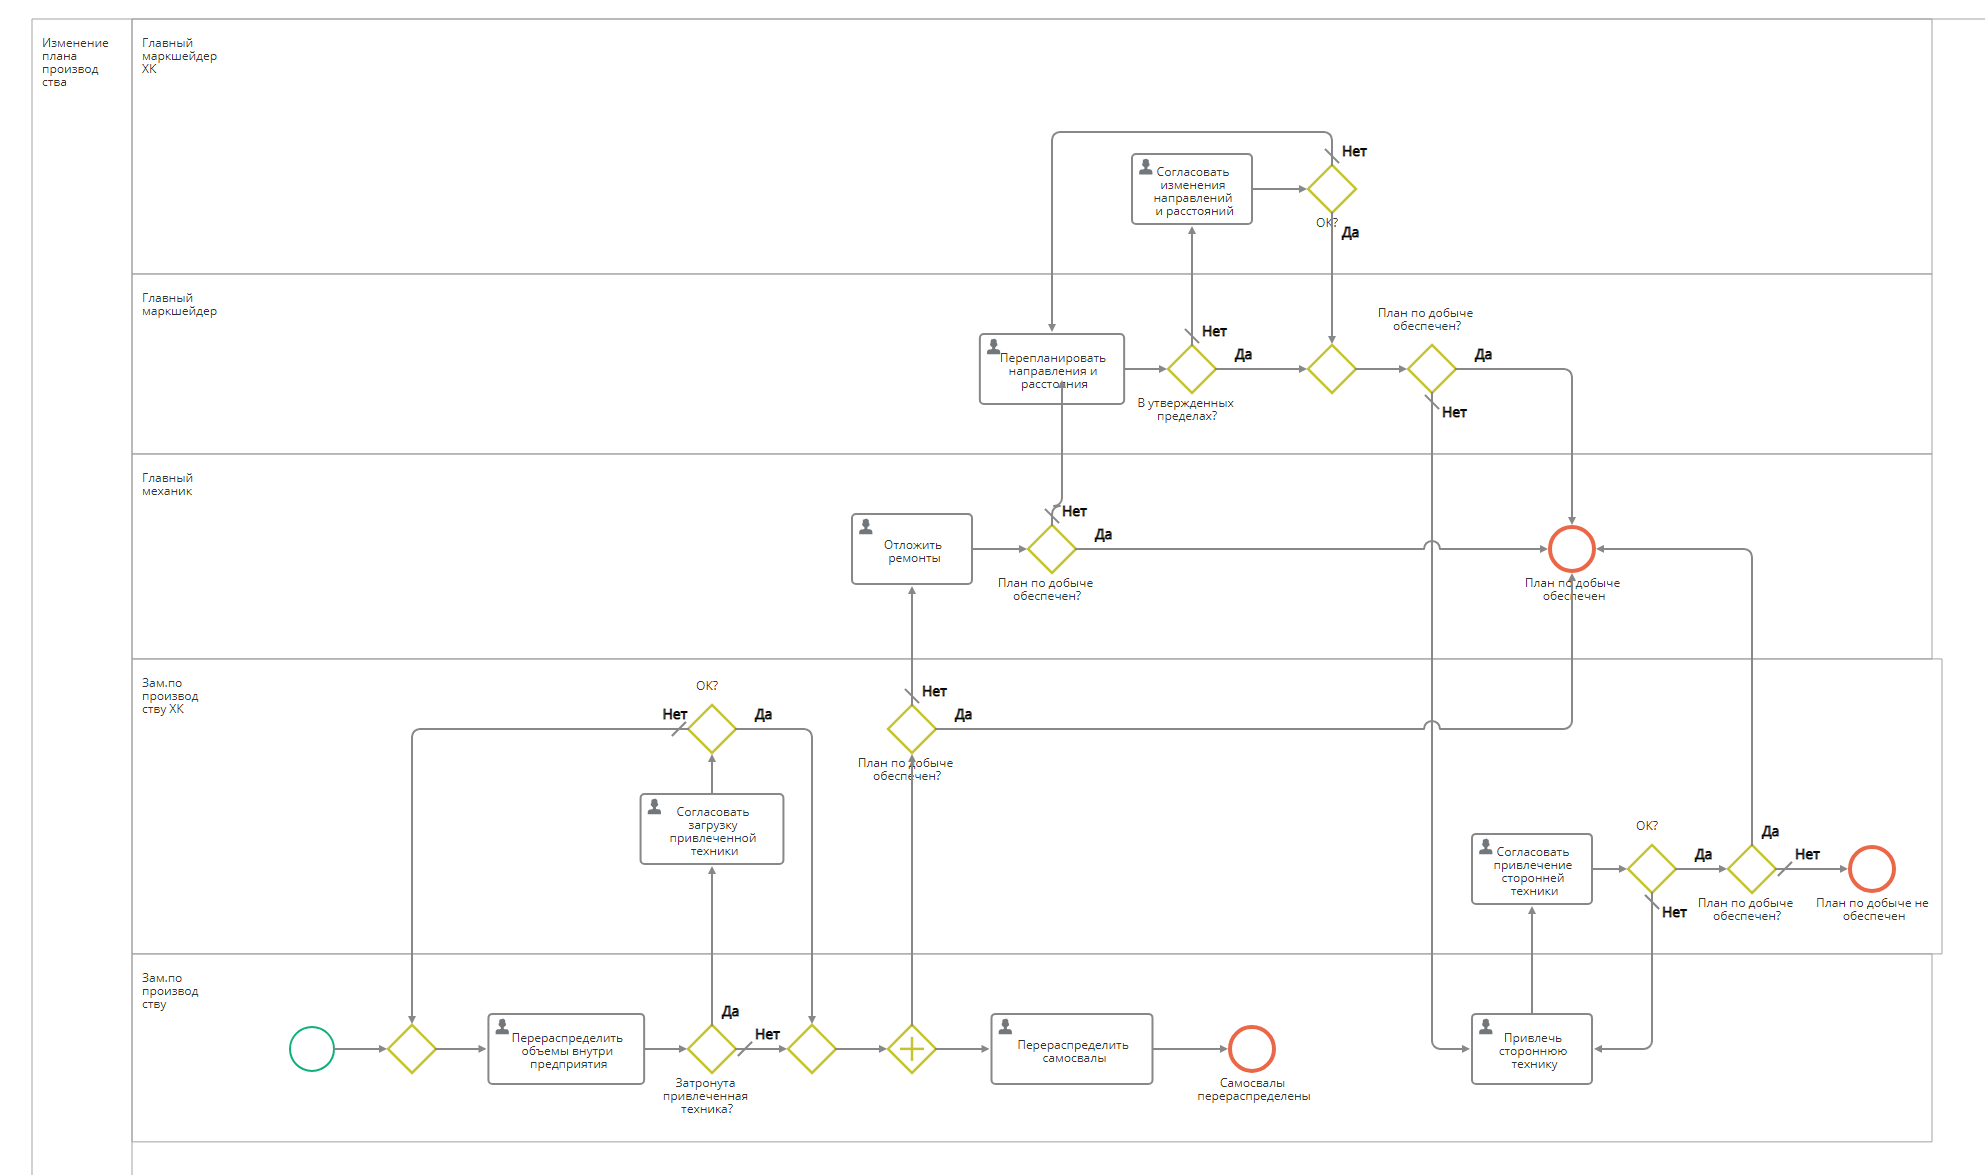 Изменение
плана
производ
ства
Главный
маркшейдер
ХК
Нет
Согласовать
изменения
направлений
и расстояний
ОК?
Да
Главный
маркшейдер
План по добыче
обеспечен?
Нет
Да
Да
Перепланировать
направления и
расстояния
В утвержденных
пределах?
Нет
Главный
механик
Нет
Да
Отложить
ремонты
План по добыче
обеспечен?
План по добыче
обеспечен
Зам.по
производ
ству ХК
ОК?
Нет
Да
Нет
Да
План по добыче
обеспечен?
Согласовать
загрузку
привлеченной
техники
ОК?
Да
Согласовать
привлечение
сторонней
техники
Да
Нет
Нет
План по добыче
обеспечен?
План по добыче не
обеспечен
Зам.по
производ
ству
Да
Нет
Перераспределить
объемы внутри
предприятия
Затронута
привлеченная
техника?
Перераспределить
самосвалы
Самосвалы
перераспределены
Привлечь
стороннюю
технику